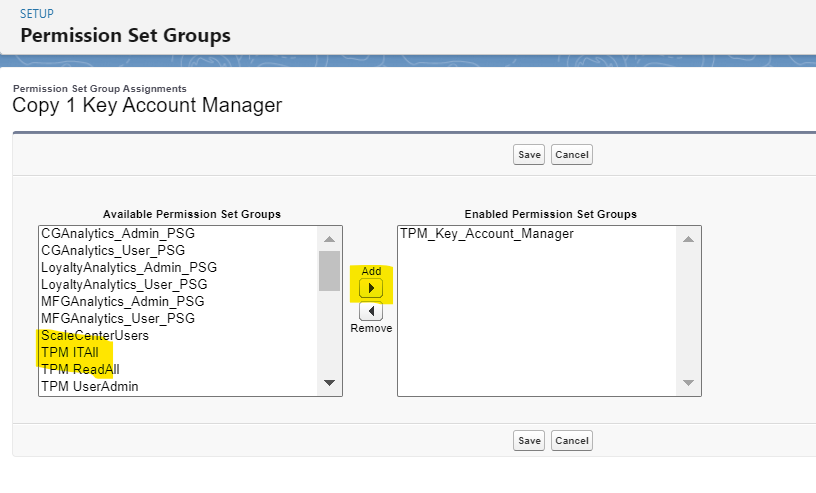 SETUP
Permission Set Groups
Permission Set Group Assignments
Copy 1 Key Account Manager
Save Cancel
Available Permission Set Groups
CGAnalytics_Admin_PSG
CGAnalytics_User_PSG
LoyaltyAnalytics_Admin_PSG
LoyaltyAnalytics_User_PSG
MFGAnalytics_Admin_PSG
MFGAnalytics_User_PSG
ScaleCenterUsers
TPM ITAll
TPM ReadAll
TPM UserAdmin
Add
Remove
Enabled Permission Set Groups
TPM_Key_Account_Manager
Save Cancel